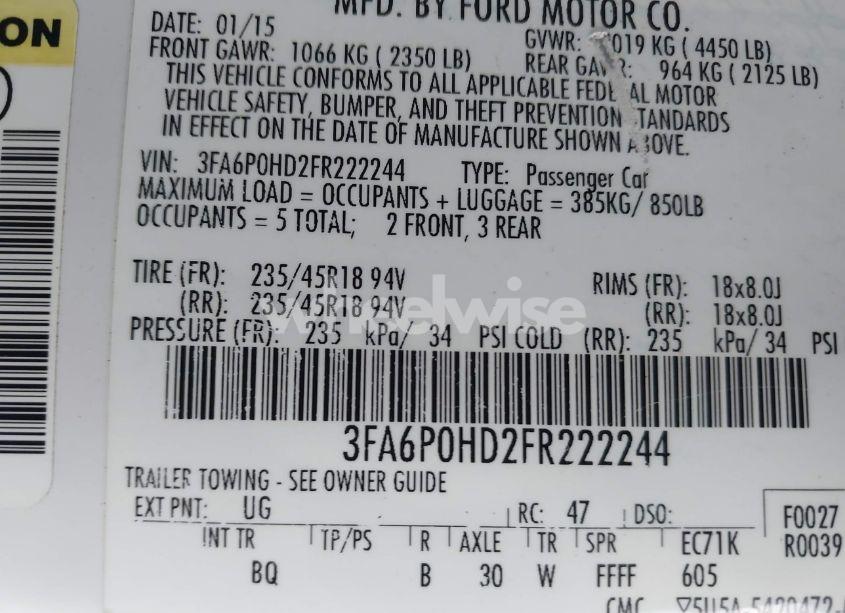 ON
MFD. BY FORD MOTOR CO.
DATE: 01/15
GVWR: 2019 KG ( 4450 LB)
FRONT GAWR: 1066 KG ( 2350 LB)
REAR GAWR: 964 KG ( 2125 LB)
THIS VEHICLE CONFORMS TO ALL APPLICABLE FEDERAL MOTOR
VEHICLE SAFETY, BUMPER, AND THEFT PREVENTION STANDARDS
IN EFFECT ON THE DATE OF MANUFACTURE SHOWN ABOVE.
VIN: 3FA6P0HD2FR222244 TYPE: Passenger Car
MAXIMUM LOAD = OCCUPANTS + LUGGAGE = 385KG/ 850LB
OCCUPANTS = 5 TOTAL; 2 FRONT, 3 REAR
TIRE (FR): 235/45R18 94V RIMS (FR): 18x8.0J
(RR): 235/45R18 94V (RR): 18x8.0J
PRESSURE (FR): 235 kPa/ 34 PSI COLD (RR): 235 kPa/ 34 PSI
3FA6P0HD2FR222244
TRAILER TOWING - SEE OWNER GUIDE
EXT PNT: UG RC: 47 DSO: F0027
INT TR TP/PS R AXLE TR SPR EC71K R0039
BQ B 30 W FFFF 605